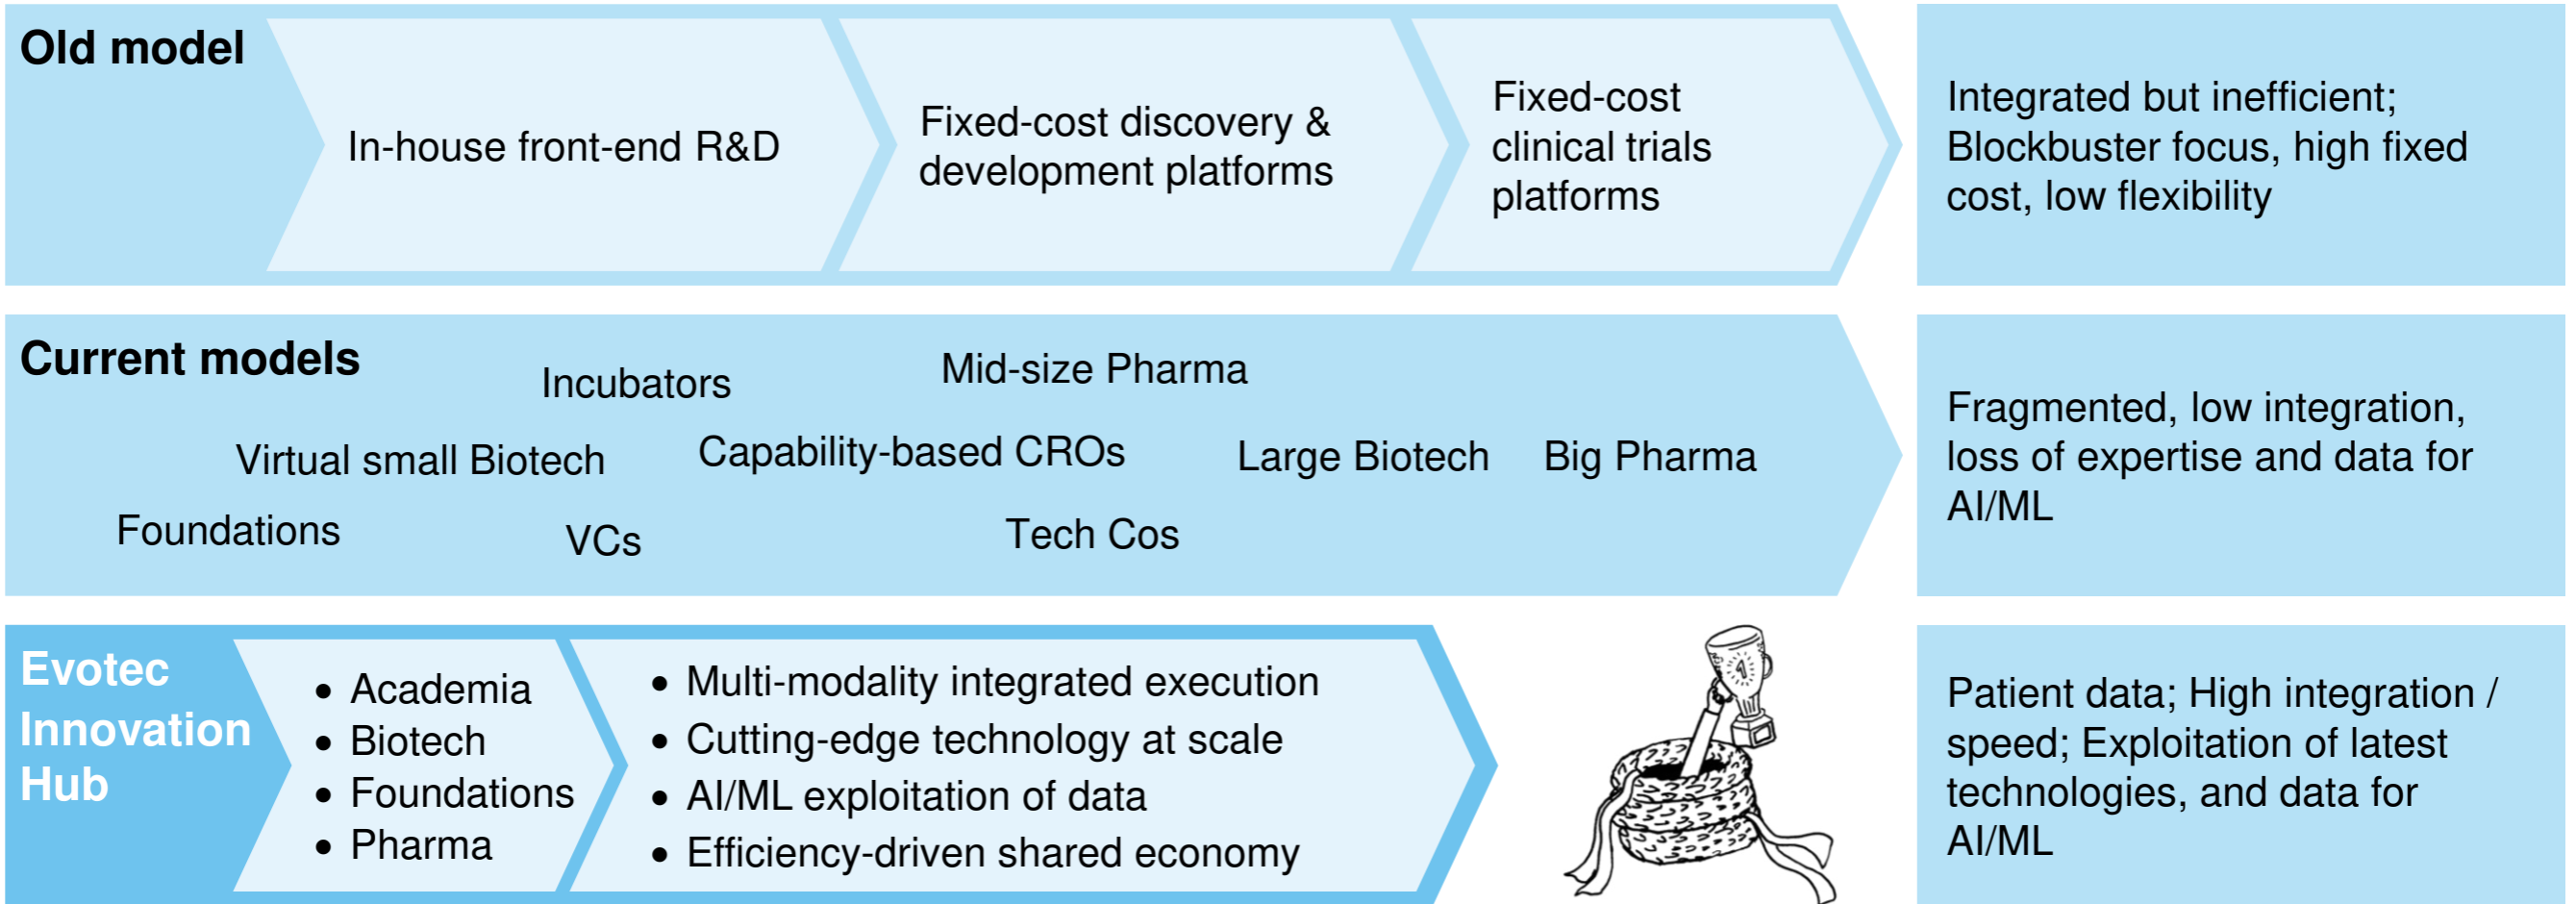 Old model
In-house front-end R&D
Fixed-cost discovery &
development platforms
Fixed-cost
clinical trials
platforms
Integrated but inefficient;
Blockbuster focus, high fixed
cost, low flexibility
Current models
Incubators
Mid-size Pharma
Virtual small Biotech
Capability-based CROs
Large Biotech
Big Pharma
Foundations
VCs
Tech Cos
Fragmented, low integration,
loss of expertise and data for
AI/ML
Evotec
Innovation
Hub
• Academia
• Biotech
• Foundations
• Pharma
• Multi-modality integrated execution
• Cutting-edge technology at scale
• AI/ML exploitation of data
• Efficiency-driven shared economy
1
Patient data; High integration /
speed; Exploitation of latest
technologies, and data for
AI/ML